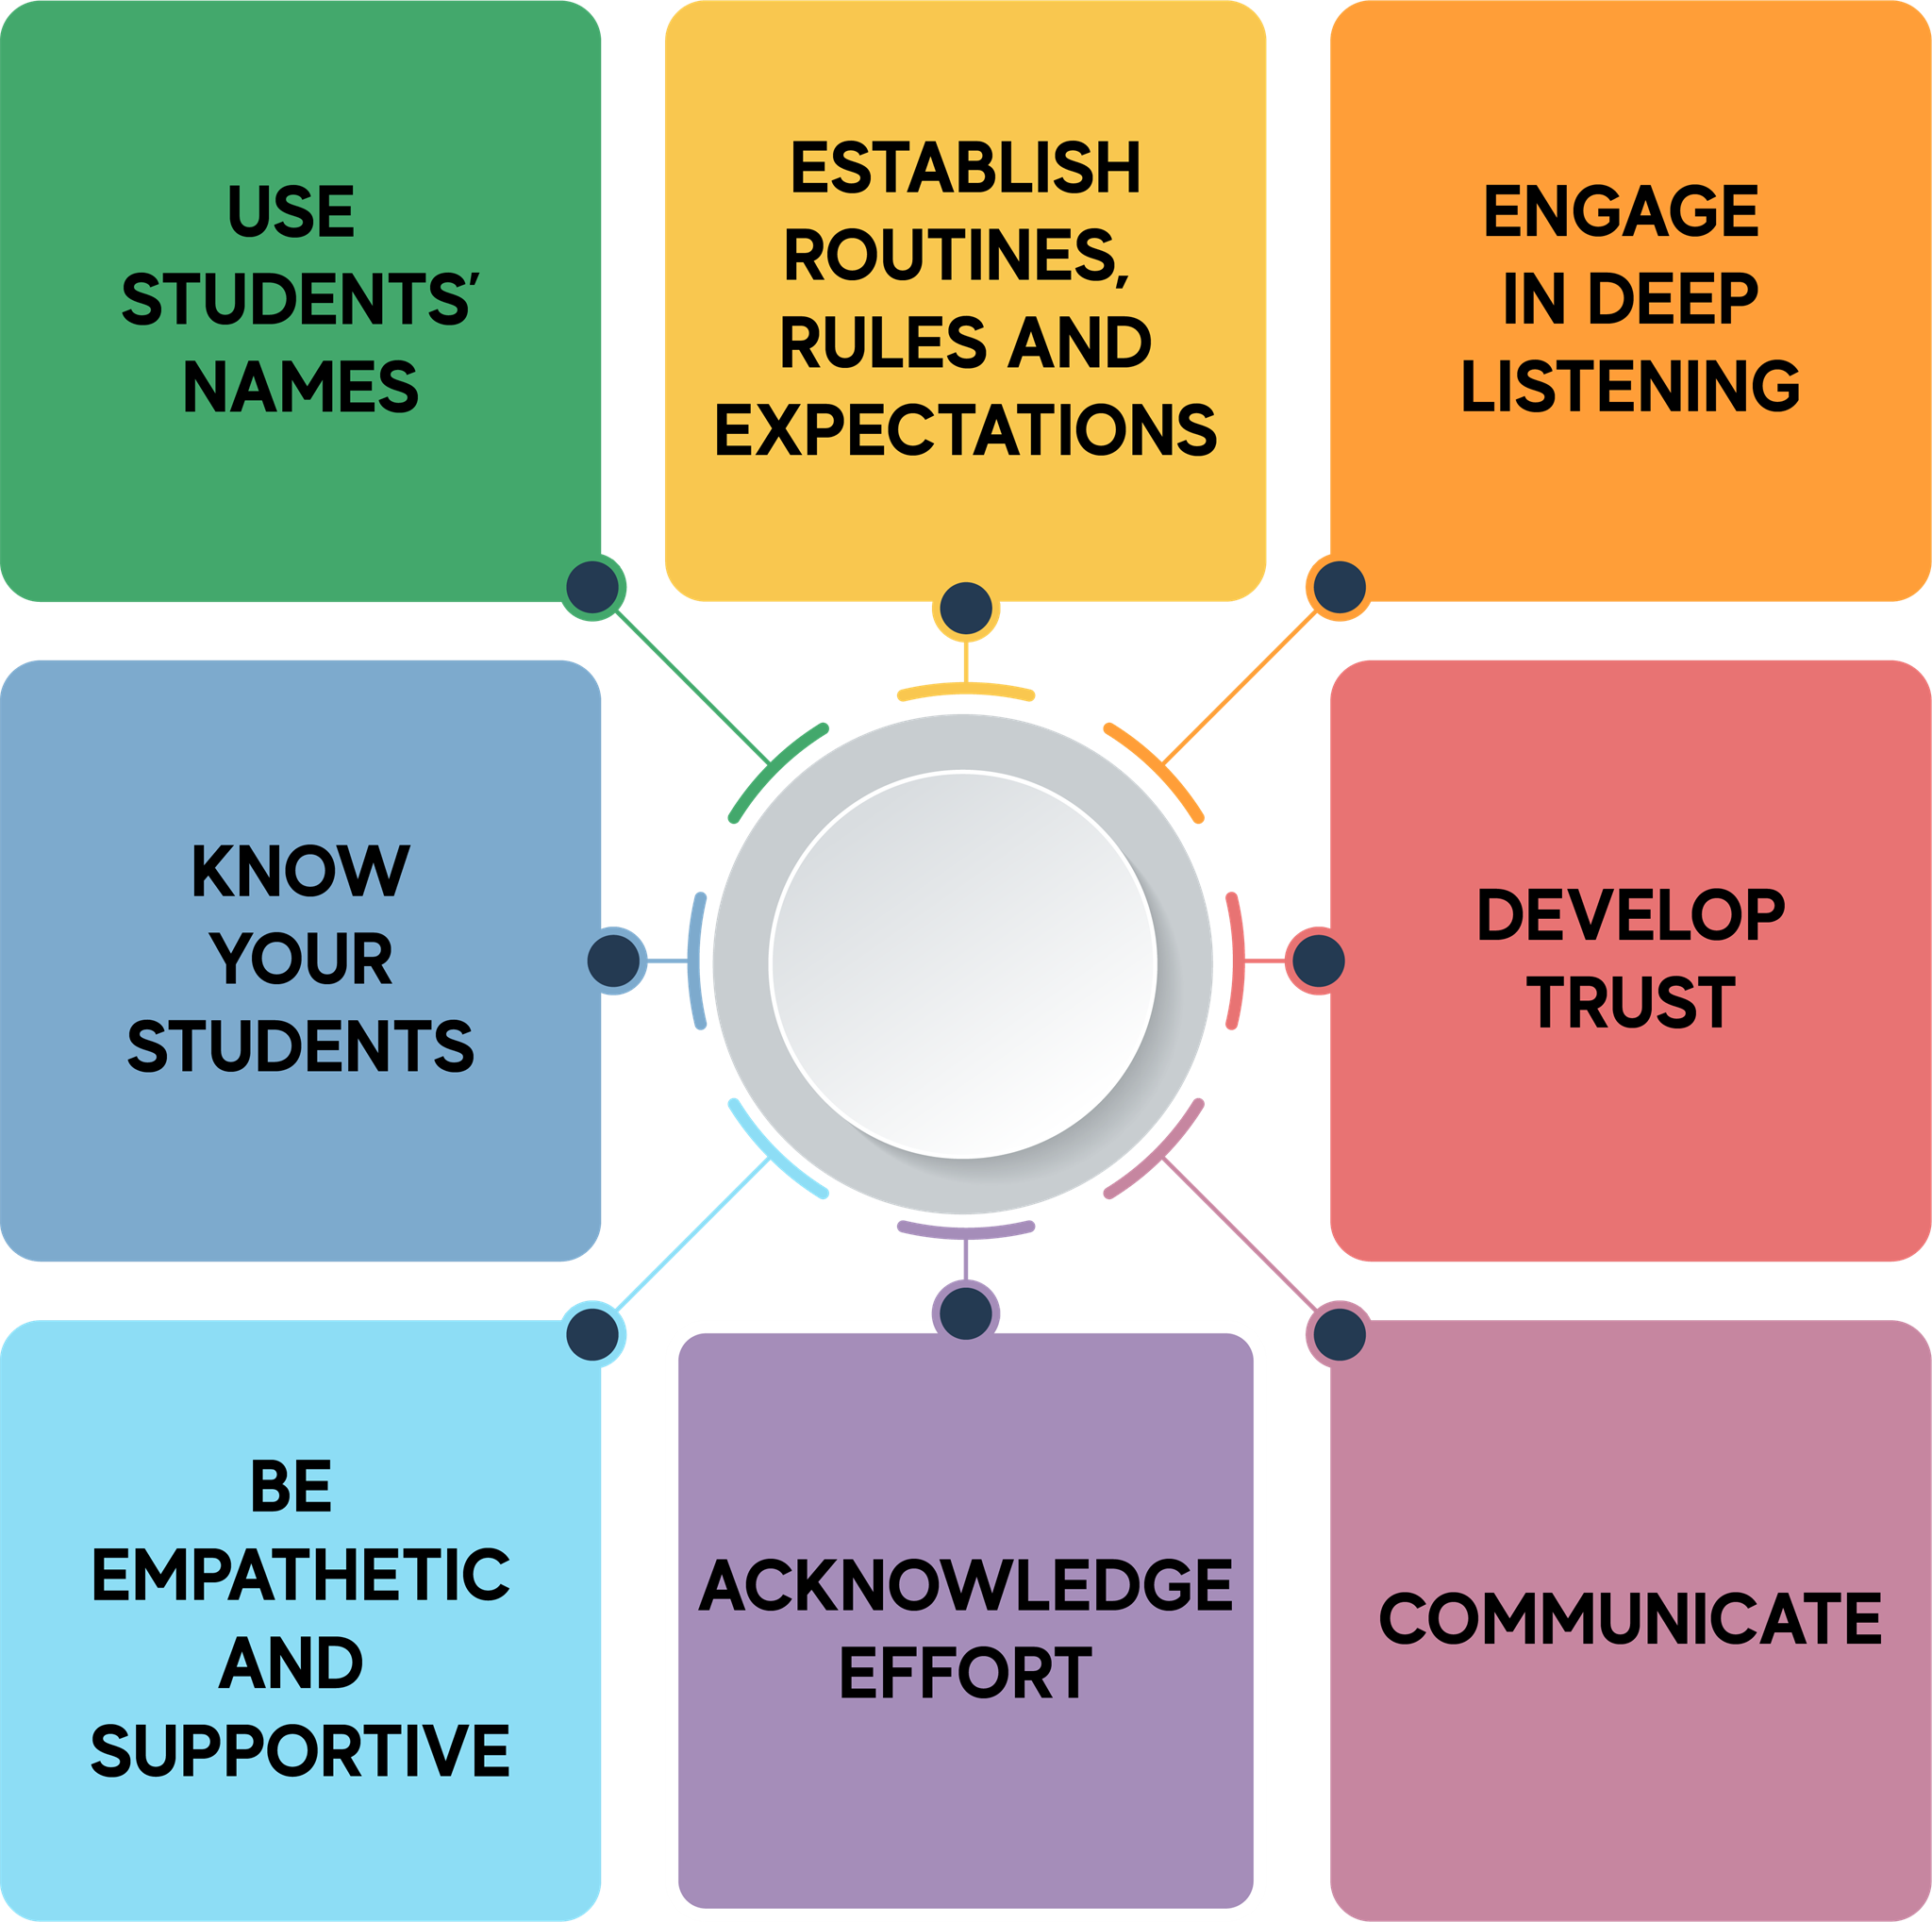 USE
STUDENTS'
NAMES
ESTABLISH
ROUTINES,
RULES AND
EXPECTATIONS
ENGAGE
IN DEEP
LISTENING
KNOW
YOUR
STUDENTS
DEVELOP
TRUST
BE
EMPATHETIC
AND
SUPPORTIVE
ACKNOWLEDGE
EFFORT
COMMUNICATE